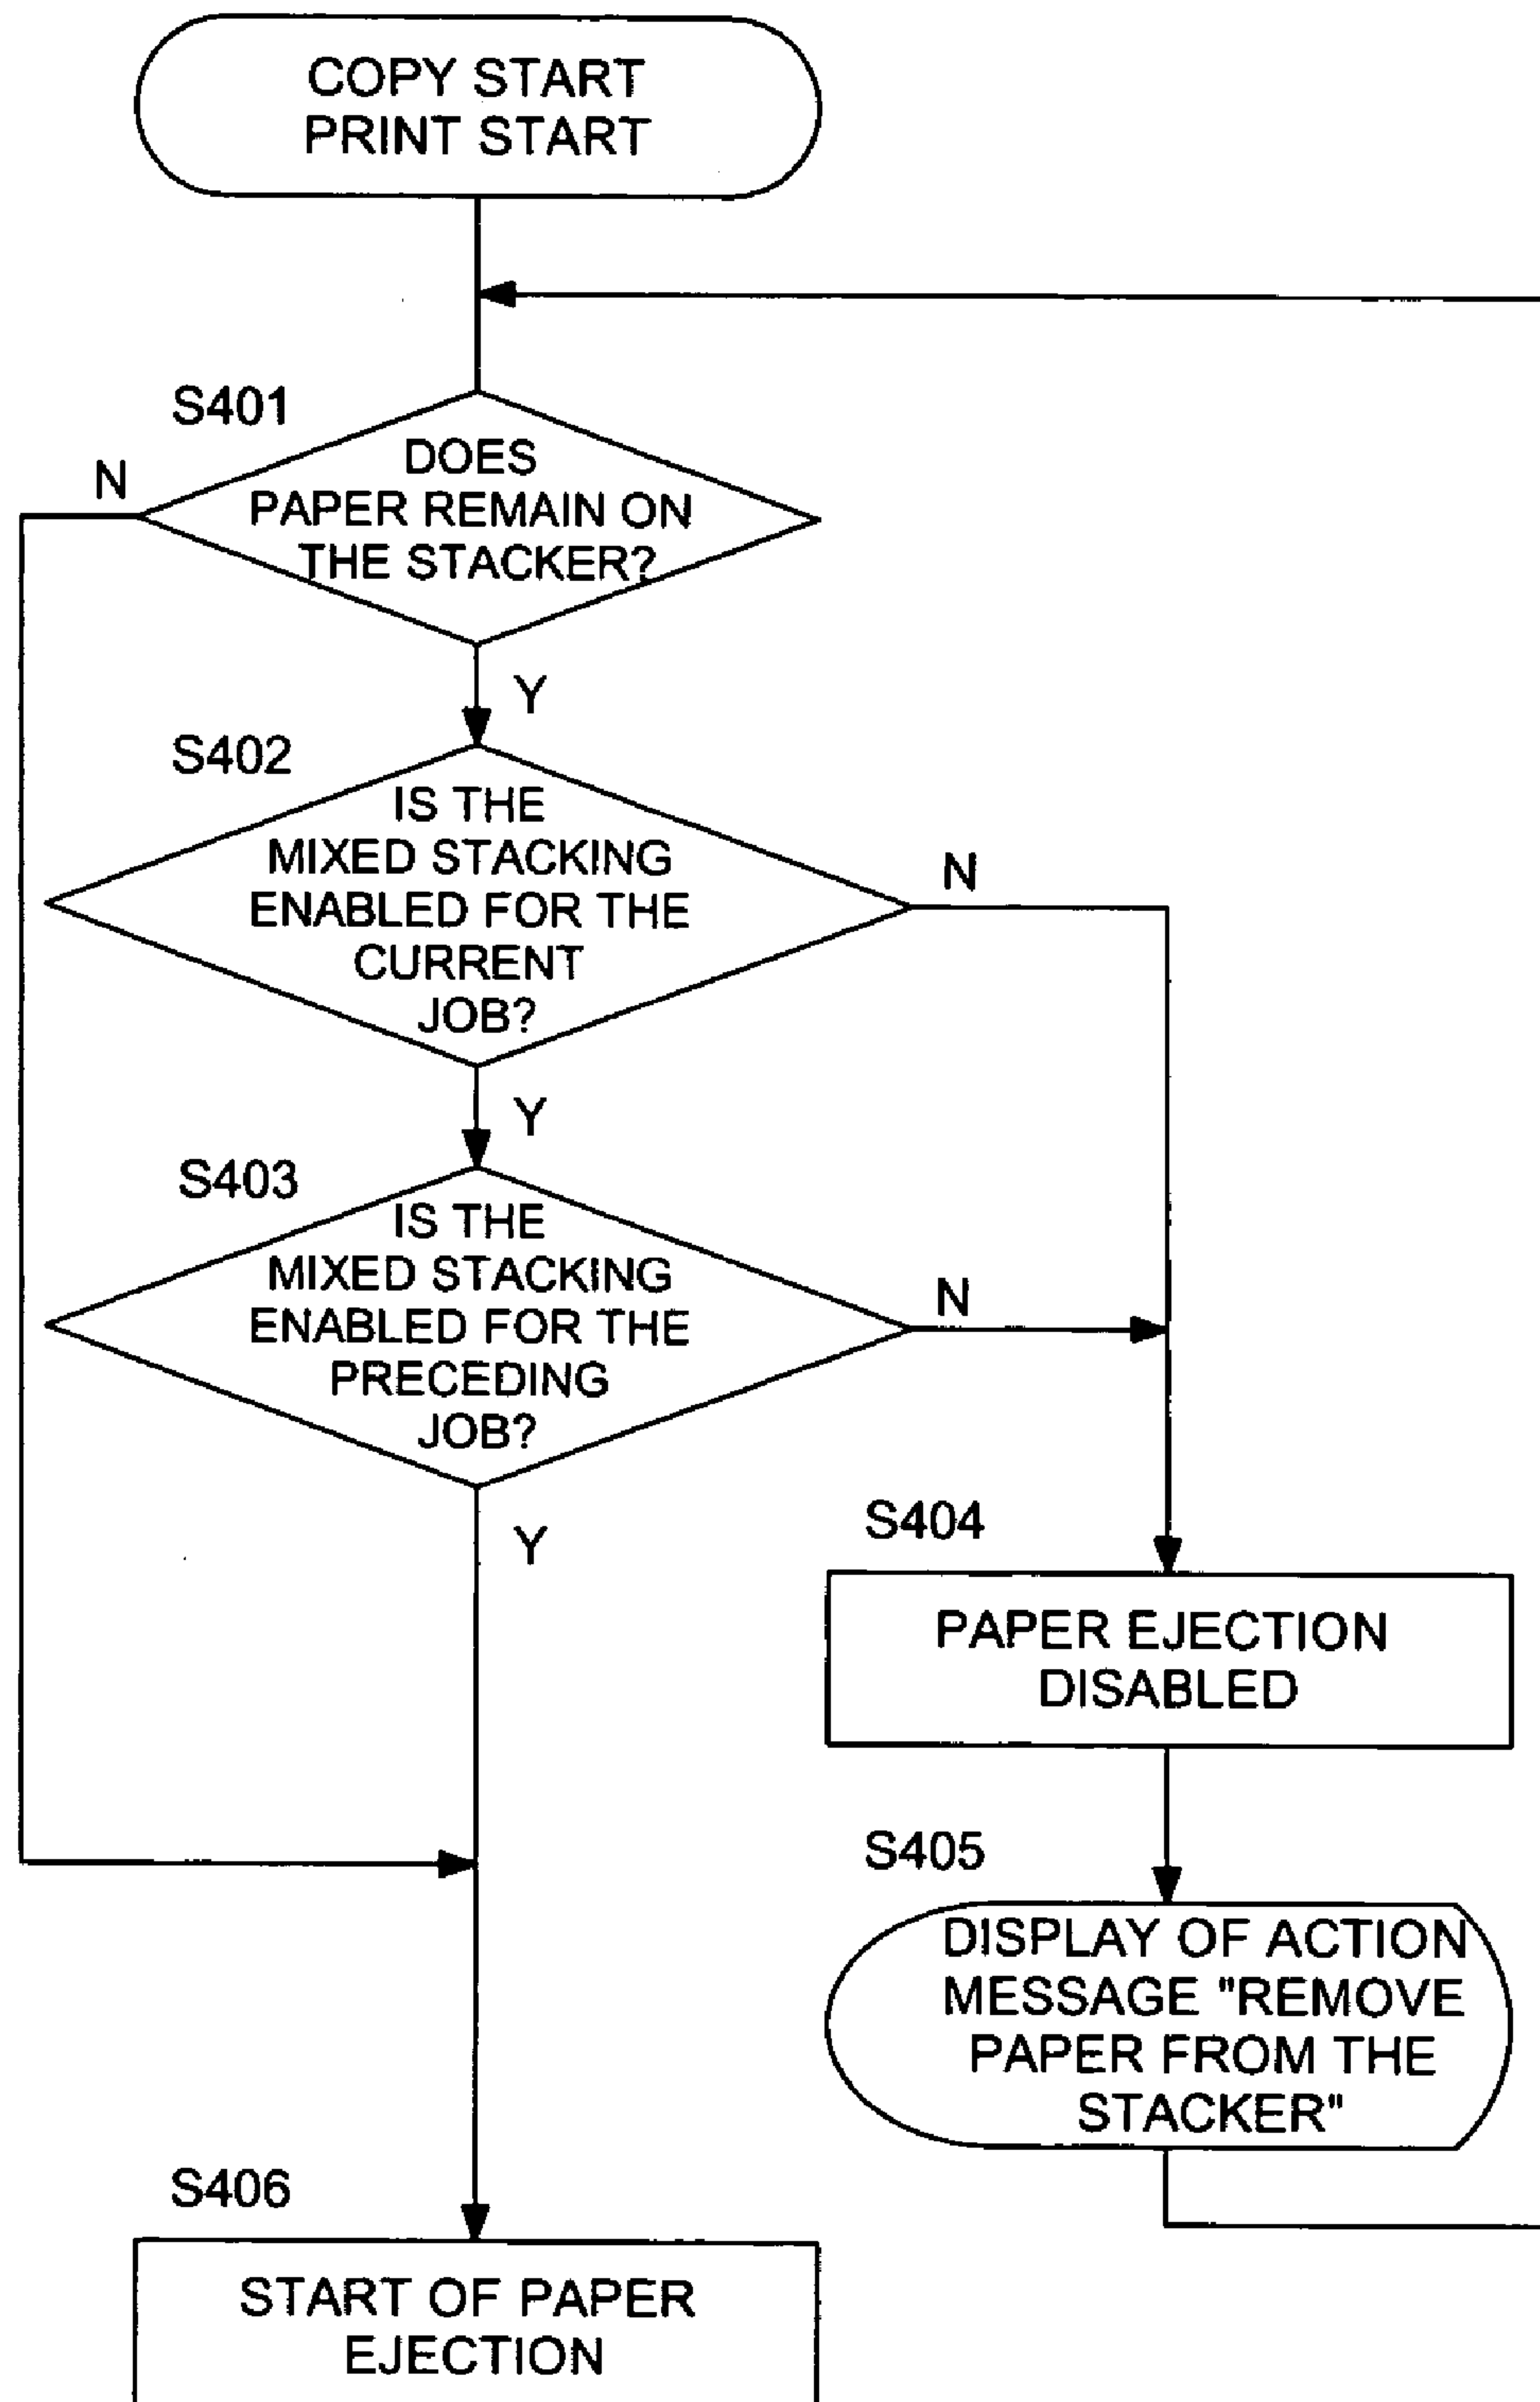 COPY START
PRINT START
S401
N
DOES
PAPER REMAIN ON
THE STACKER?
Y
S402
IS THE
MIXED STACKING
ENABLED FOR THE
CURRENT
JOB?
N
Y
S403
IS THE
MIXED STACKING
ENABLED FOR THE
PRECEDING
JOB?
N
Y
S404
PAPER EJECTION
DISABLED
S405
DISPLAY OF ACTION
MESSAGE "REMOVE
PAPER FROM THE
STACKER"
S406
START OF PAPER
EJECTION